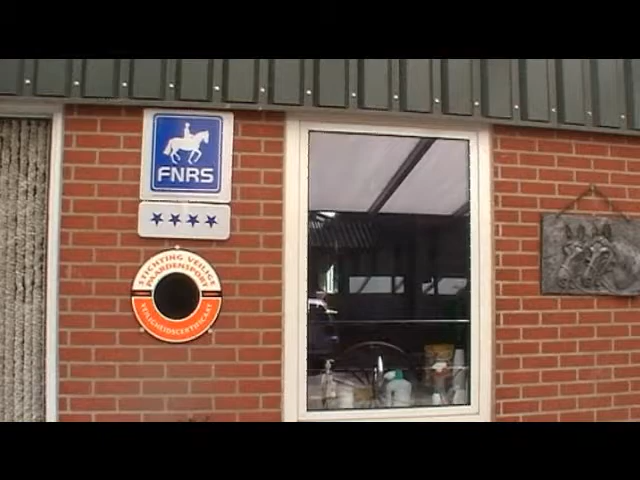 FNRS
STICHTING VEILIGE
PAARDENSPORT
VEILIGHEIDSCERTIFICAAT